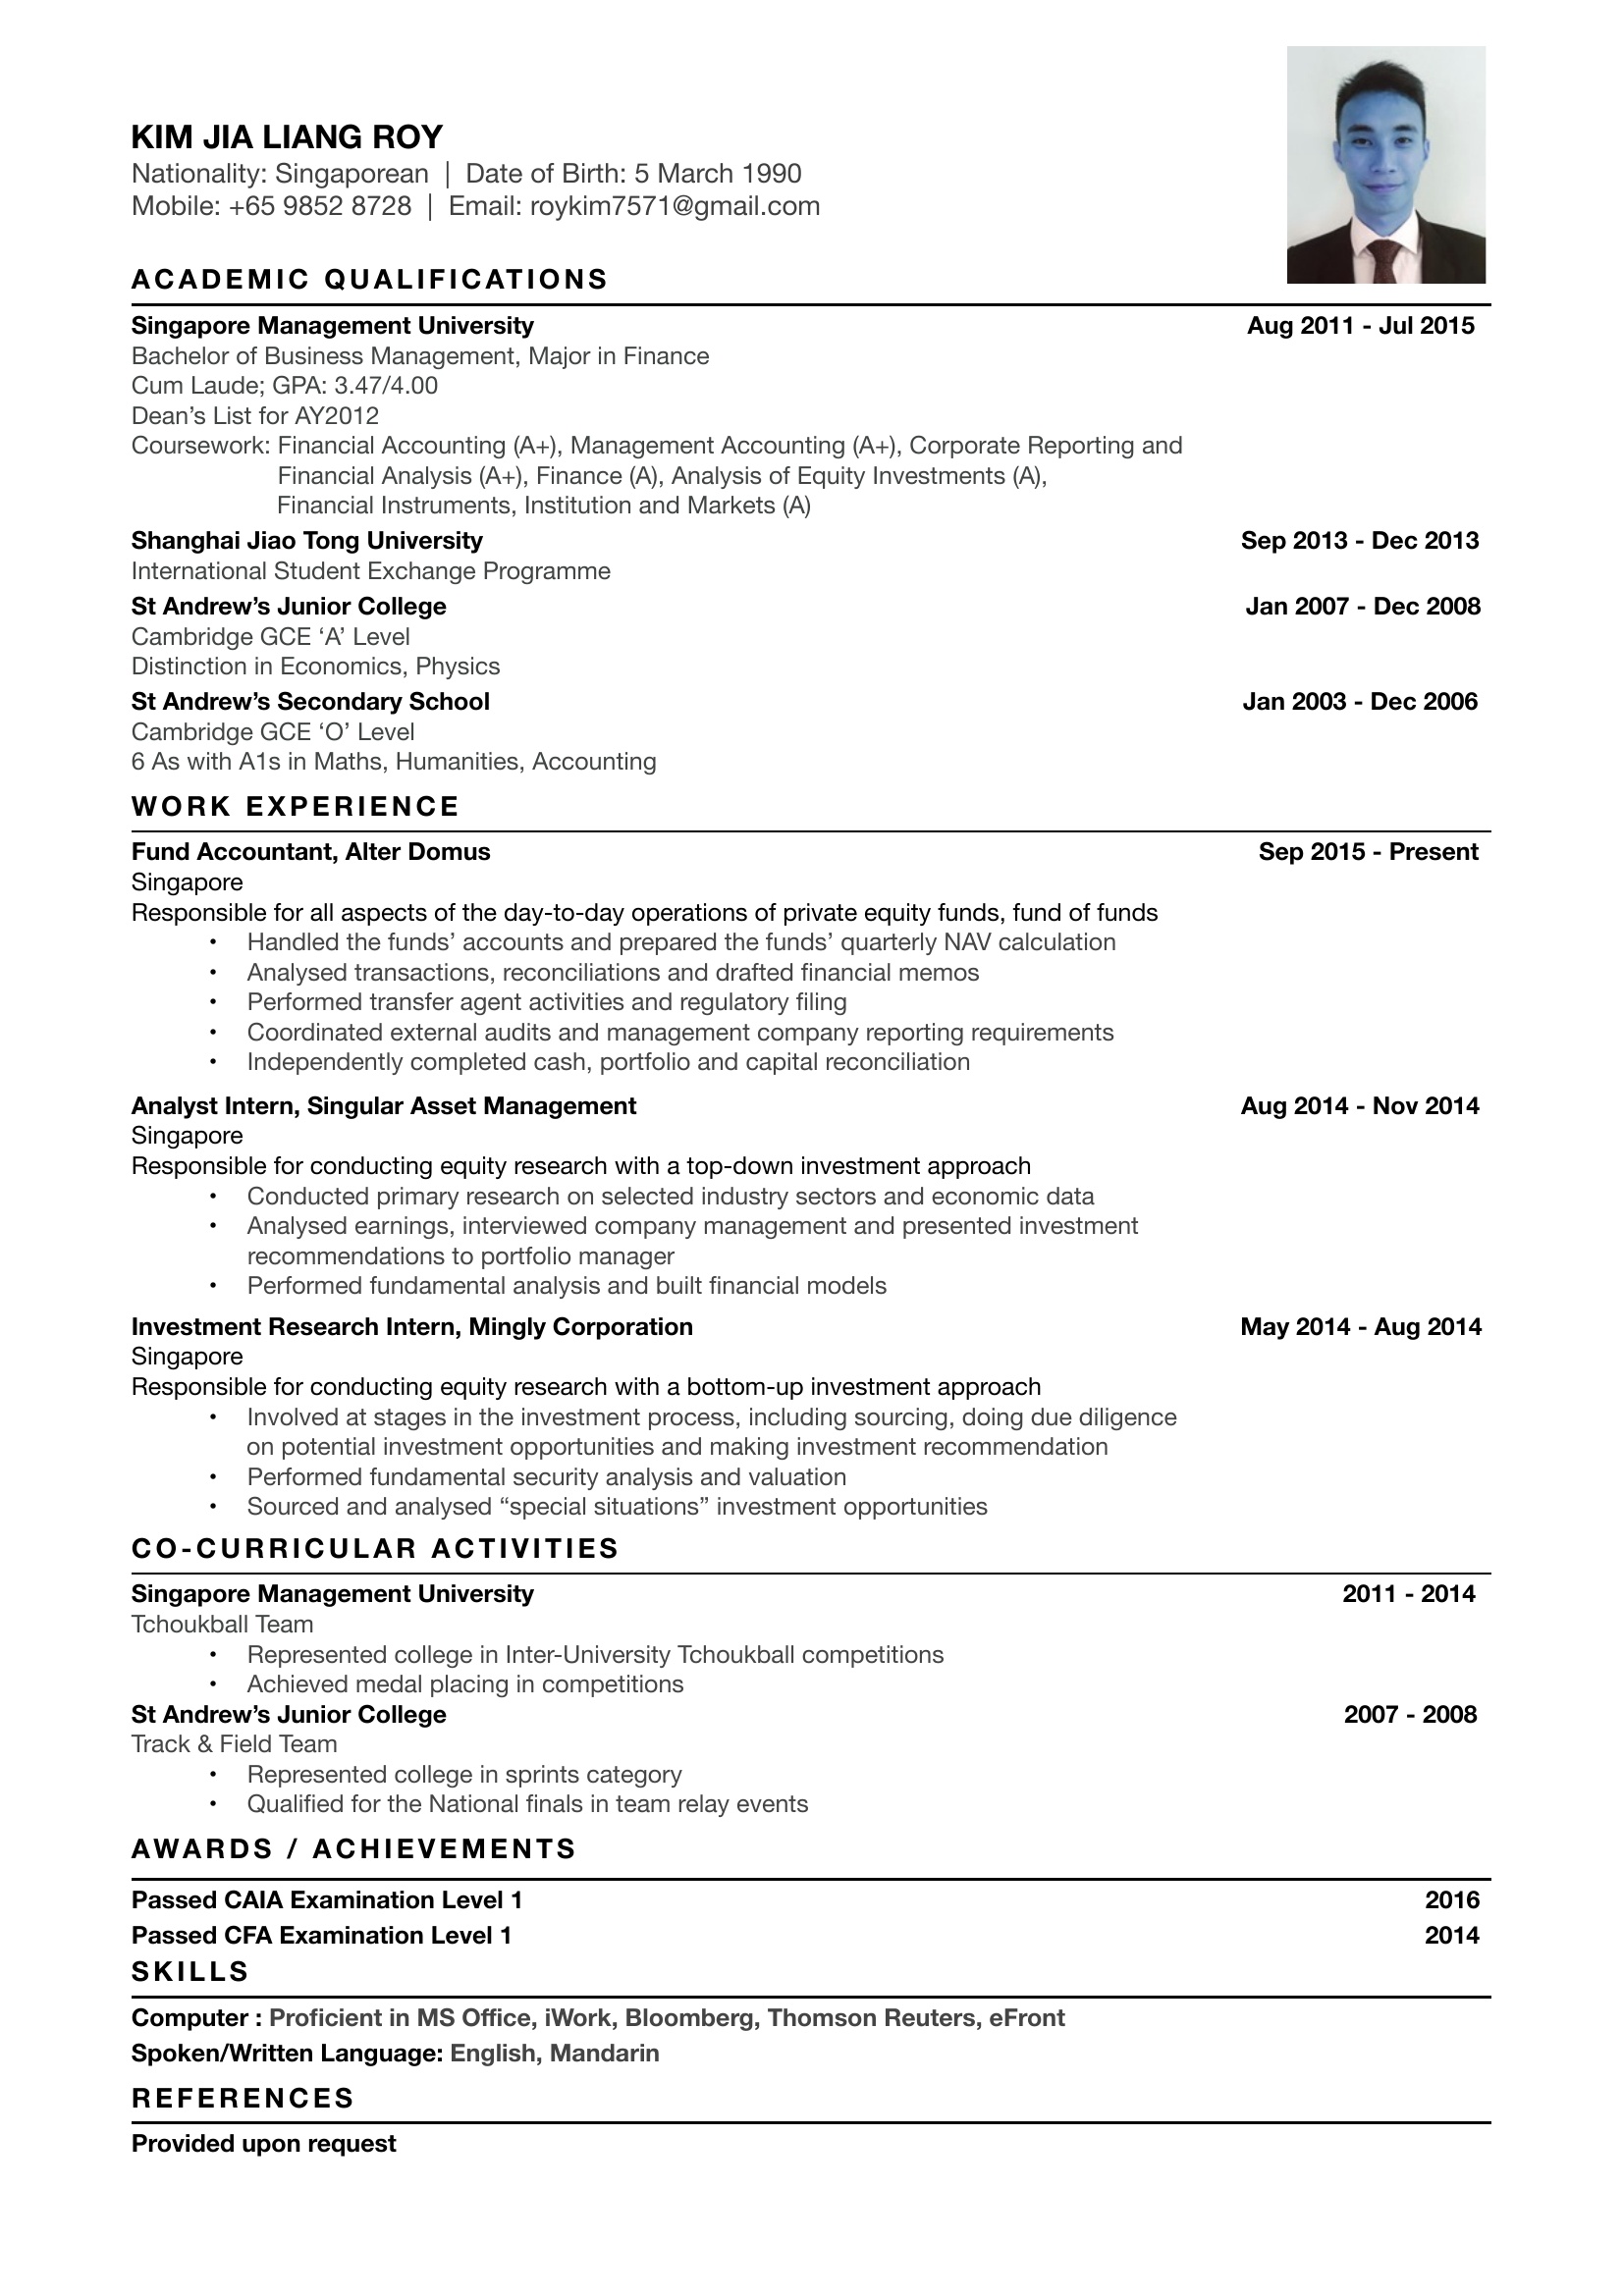 KIM JIA LIANG ROY
Nationality: Singaporean | Date of Birth: 5 March 1990
Mobile: +65 9852 8728 | Email: roykim7571@gmail.com
ACADEMIC QUALIFICATIONS
Singapore Management University Aug 2011 - Jul 2015
Bachelor of Business Management, Major in Finance
Cum Laude; GPA: 3.47/4.00
Dean’s List for AY2012
Coursework: Financial Accounting (A+), Management Accounting (A+), Corporate Reporting and
Financial Analysis (A+), Finance (A), Analysis of Equity Investments (A),
Financial Instruments, Institution and Markets (A)
Shanghai Jiao Tong University Sep 2013 - Dec 2013
International Student Exchange Programme
St Andrew’s Junior College Jan 2007 - Dec 2008
Cambridge GCE ‘A’ Level
Distinction in Economics, Physics
St Andrew’s Secondary School Jan 2003 - Dec 2006
Cambridge GCE ‘O’ Level
6 As with A1s in Maths, Humanities, Accounting
WORK EXPERIENCE
Fund Accountant, Alter Domus Sep 2015 - Present
Singapore
Responsible for all aspects of the day-to-day operations of private equity funds, fund of funds
• Handled the funds’ accounts and prepared the funds’ quarterly NAV calculation
• Analysed transactions, reconciliations and drafted financial memos
• Performed transfer agent activities and regulatory filing
• Coordinated external audits and management company reporting requirements
• Independently completed cash, portfolio and capital reconciliation
Analyst Intern, Singular Asset Management Aug 2014 - Nov 2014
Singapore
Responsible for conducting equity research with a top-down investment approach
• Conducted primary research on selected industry sectors and economic data
• Analysed earnings, interviewed company management and presented investment
recommendations to portfolio manager
• Performed fundamental analysis and built financial models
Investment Research Intern, Mingly Corporation May 2014 - Aug 2014
Singapore
Responsible for conducting equity research with a bottom-up investment approach
• Involved at stages in the investment process, including sourcing, doing due diligence
on potential investment opportunities and making investment recommendation
• Performed fundamental security analysis and valuation
• Sourced and analysed “special situations” investment opportunities
CO-CURRICULAR ACTIVITIES
Singapore Management University 2011 - 2014
Tchoukball Team
• Represented college in Inter-University Tchoukball competitions
• Achieved medal placing in competitions
St Andrew’s Junior College 2007 - 2008
Track & Field Team
• Represented college in sprints category
• Qualified for the National finals in team relay events
AWARDS / ACHIEVEMENTS
Passed CAIA Examination Level 1 2016
Passed CFA Examination Level 1 2014
SKILLS
Computer : Proficient in MS Office, iWork, Bloomberg, Thomson Reuters, eFront
Spoken/Written Language: English, Mandarin
REFERENCES
Provided upon request